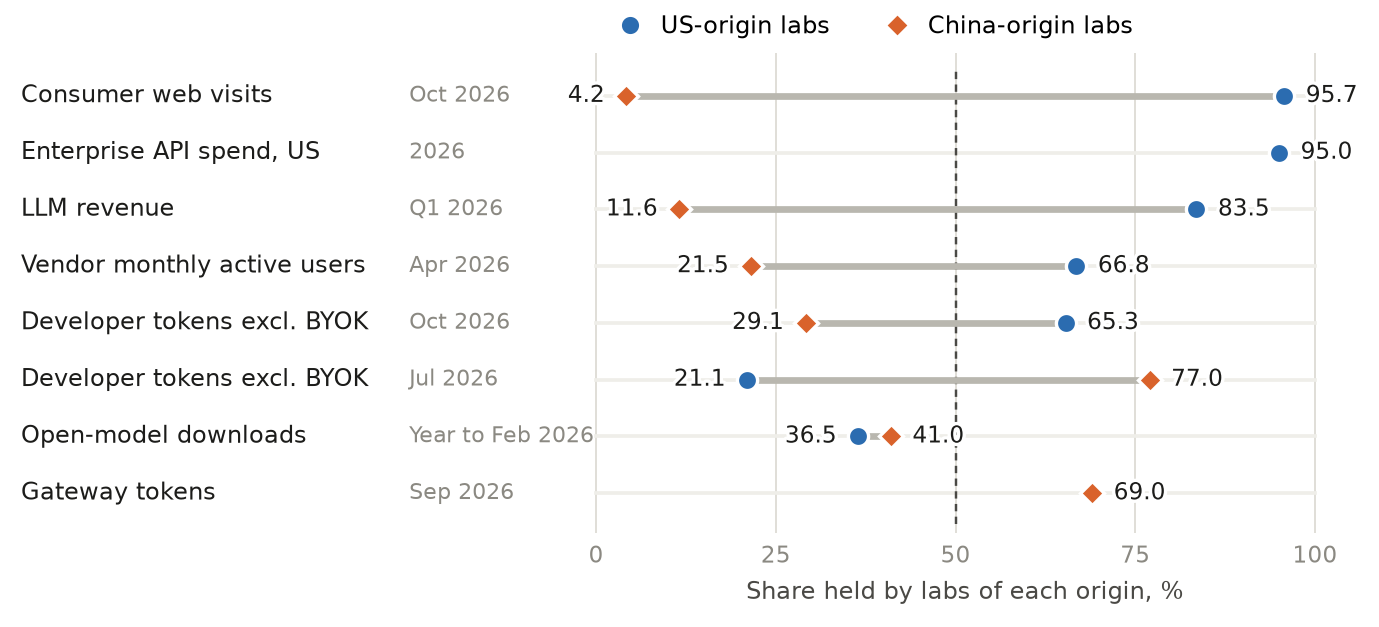 US-origin labs China-origin labs
Consumer web visits Oct 2026 4.2 95.7
Enterprise API spend, US 2026 95.0
LLM revenue Q1 2026 11.6 83.5
Vendor monthly active users Apr 2026 21.5 66.8
Developer tokens excl. BYOK Oct 2026 29.1 65.3
Developer tokens excl. BYOK Jul 2026 21.1 77.0
Open-model downloads Year to Feb 2026 36.5 41.0
Gateway tokens Sep 2026 69.0
0 25 50 75 100
Share held by labs of each origin, %